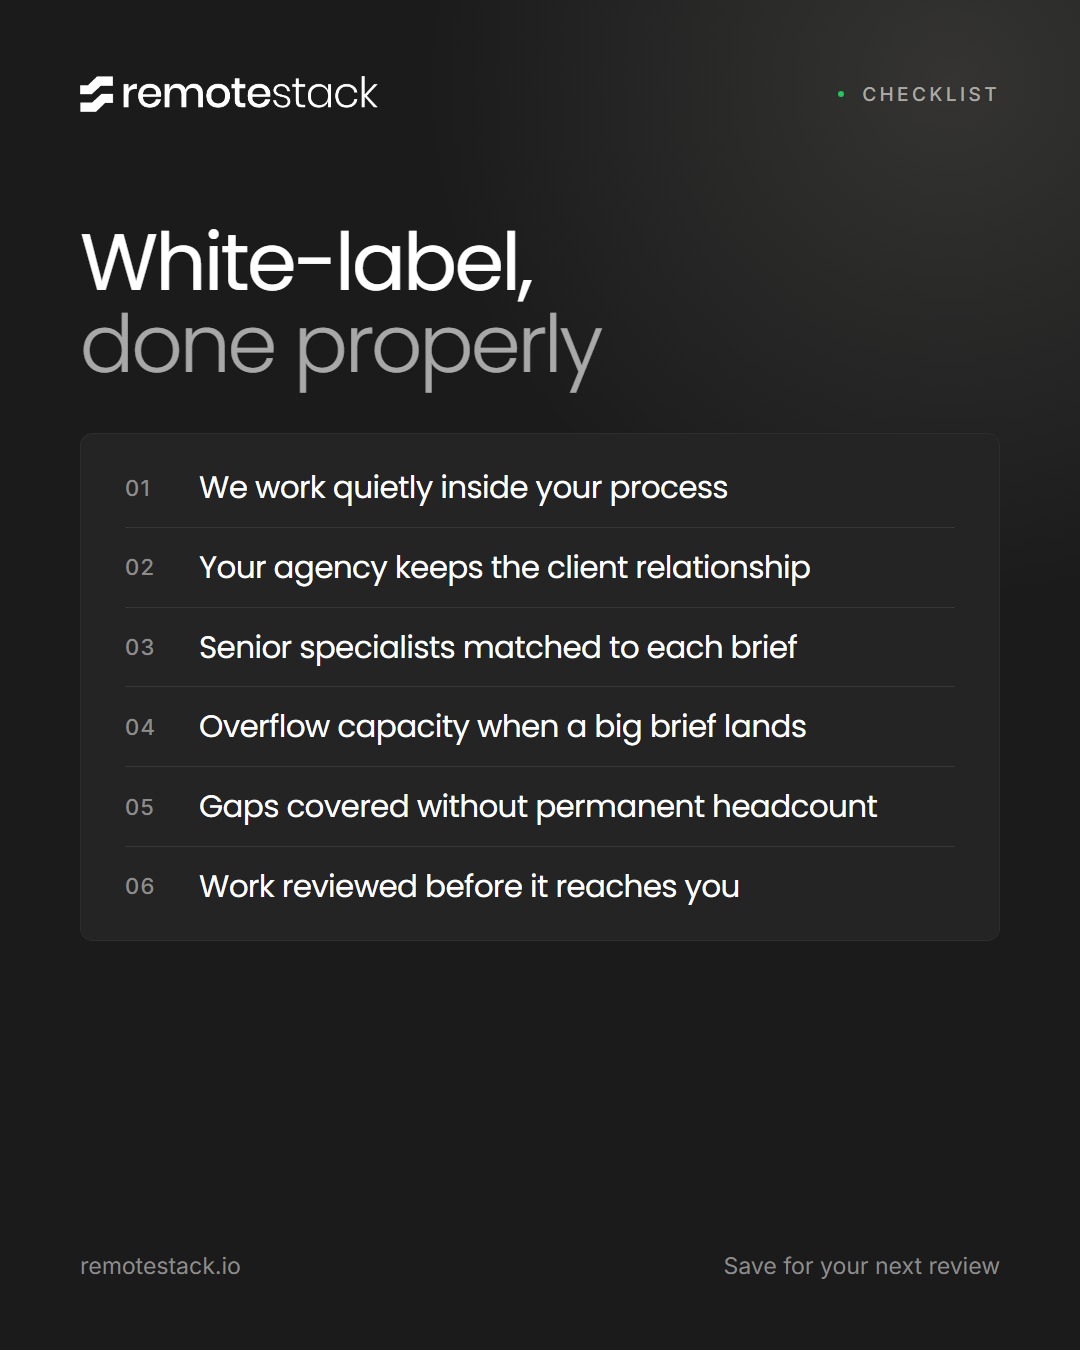 remotestack
CHECKLIST
White-label,
done properly
01 We work quietly inside your process
02 Your agency keeps the client relationship
03 Senior specialists matched to each brief
04 Overflow capacity when a big brief lands
05 Gaps covered without permanent headcount
06 Work reviewed before it reaches you
remotestack.io
Save for your next review